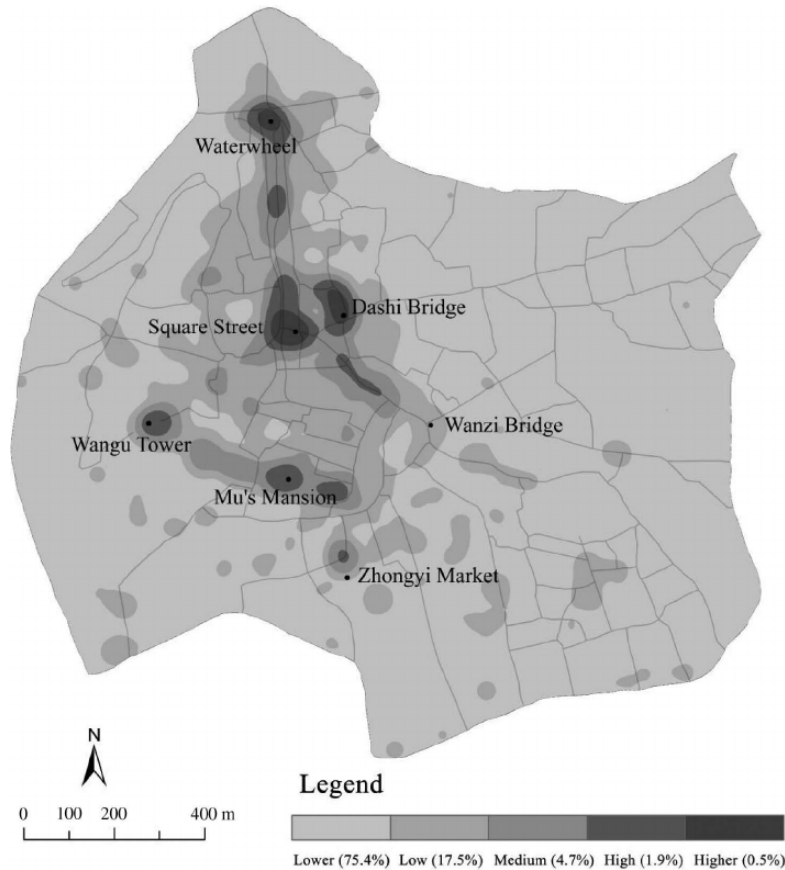 Waterwheel
Dashi Bridge
Square Street
Wanzi Bridge
Wangu Tower
Mu's Mansion
Zhongyi Market
N
Legend
0 100 200 400 m
Lower (75.4%) Low (17.5%) Medium (4.7%) High (1.9%) Higher (0.5%)